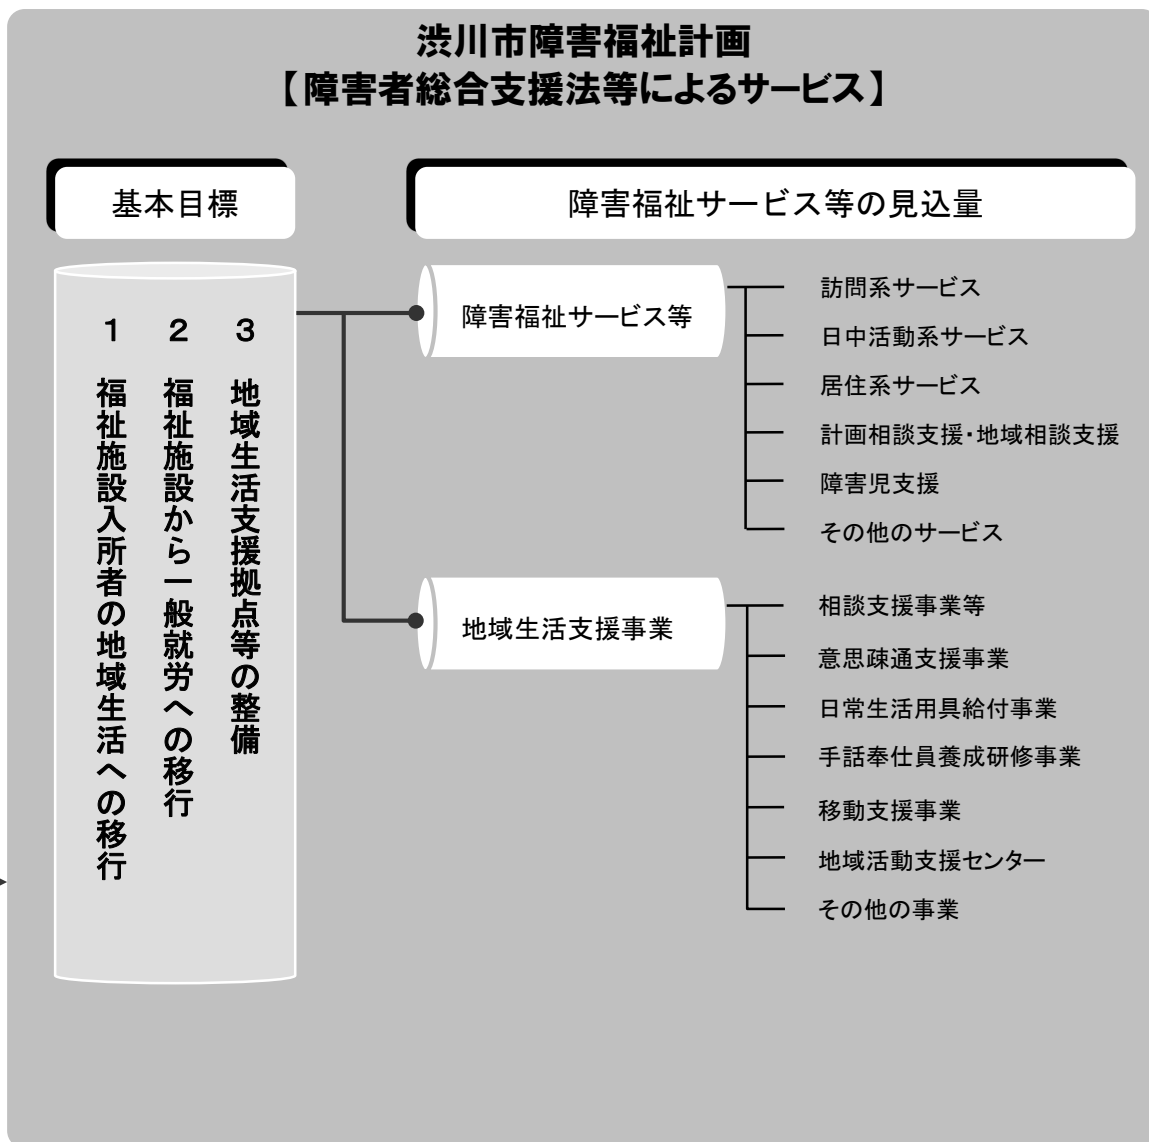 渋川市障害福祉計画
【障害者総合支援法等によるサービス】
基本目標
障害福祉サービス等の見込量
1 福祉施設入所者の地域生活への移行
2 福祉施設から一般就労への移行
3 地域生活支援拠点等の整備
障害福祉サービス等
訪問系サービス
日中活動系サービス
居住系サービス
計画相談支援・地域相談支援
障害児支援
その他のサービス
地域生活支援事業
相談支援事業等
意思疎通支援事業
日常生活用具給付事業
手話奉仕員養成研修事業
移動支援事業
地域活動支援センター
その他の事業